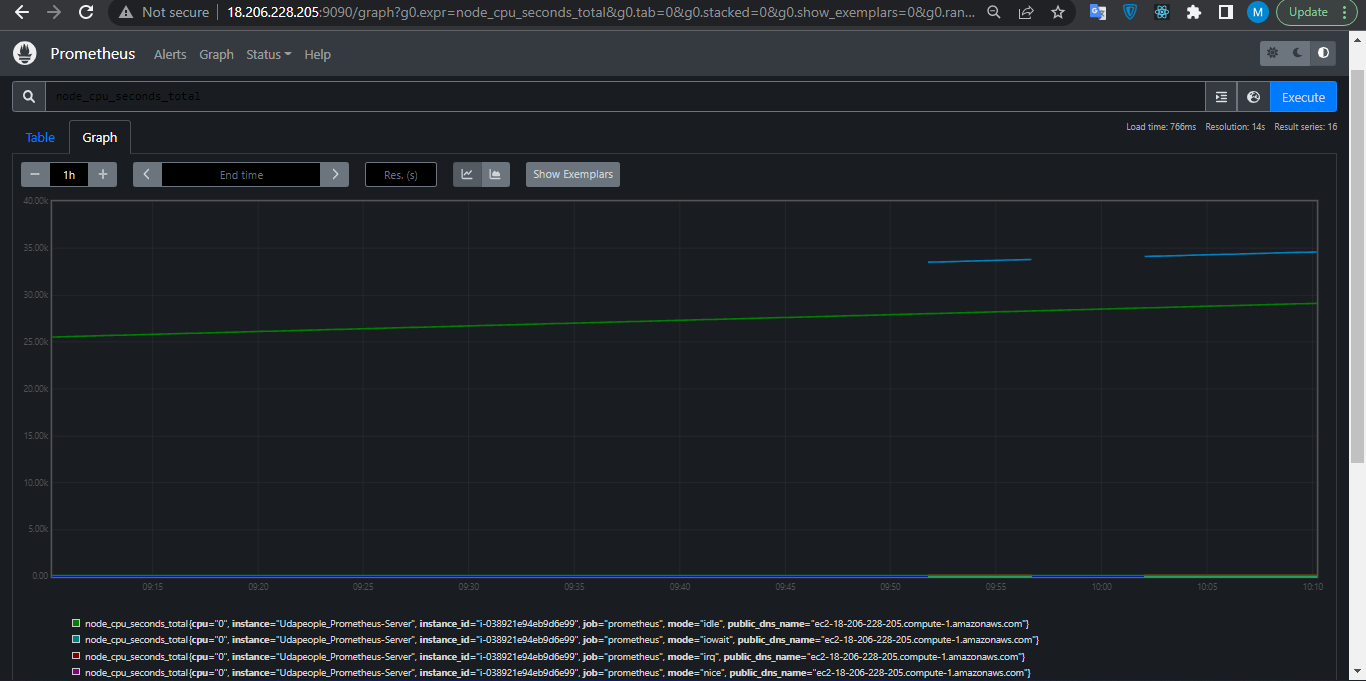 Not secure 18.206.228.205:9090/graph?g0.expr=node_cpu_seconds_total&g0.tab=0&g0.stacked=0&g0.show_exemplars=0&g0.ran... M Update
Prometheus Alerts Graph Status Help
node_cpu_seconds_total Execute
Load time: 766ms Resolution: 14s Result series: 16
Table Graph
− 1h + End time Res. (s) Show Exemplars
40.00k
35.00k
30.00k
25.00k
20.00k
15.00k
10.00k
5.00k
0.00
09:15 09:20 09:25 09:30 09:35 09:40 09:45 09:50 09:55 10:00 10:05 10:10
node_cpu_seconds_total{cpu="0", instance="Udapeople_Prometheus-Server", instance_id="i-038921e94eb9d6e99", job="prometheus", mode="idle", public_dns_name="ec2-18-206-228-205.compute-1.amazonaws.com"}
node_cpu_seconds_total{cpu="0", instance="Udapeople_Prometheus-Server", instance_id="i-038921e94eb9d6e99", job="prometheus", mode="iowait", public_dns_name="ec2-18-206-228-205.compute-1.amazonaws.com"}
node_cpu_seconds_total{cpu="0", instance="Udapeople_Prometheus-Server", instance_id="i-038921e94eb9d6e99", job="prometheus", mode="irq", public_dns_name="ec2-18-206-228-205.compute-1.amazonaws.com"}
node_cpu_seconds_total{cpu="0", instance="Udapeople_Prometheus-Server", instance_id="i-038921e94eb9d6e99", job="prometheus", mode="nice", public_dns_name="ec2-18-206-228-205.compute-1.amazonaws.com"}